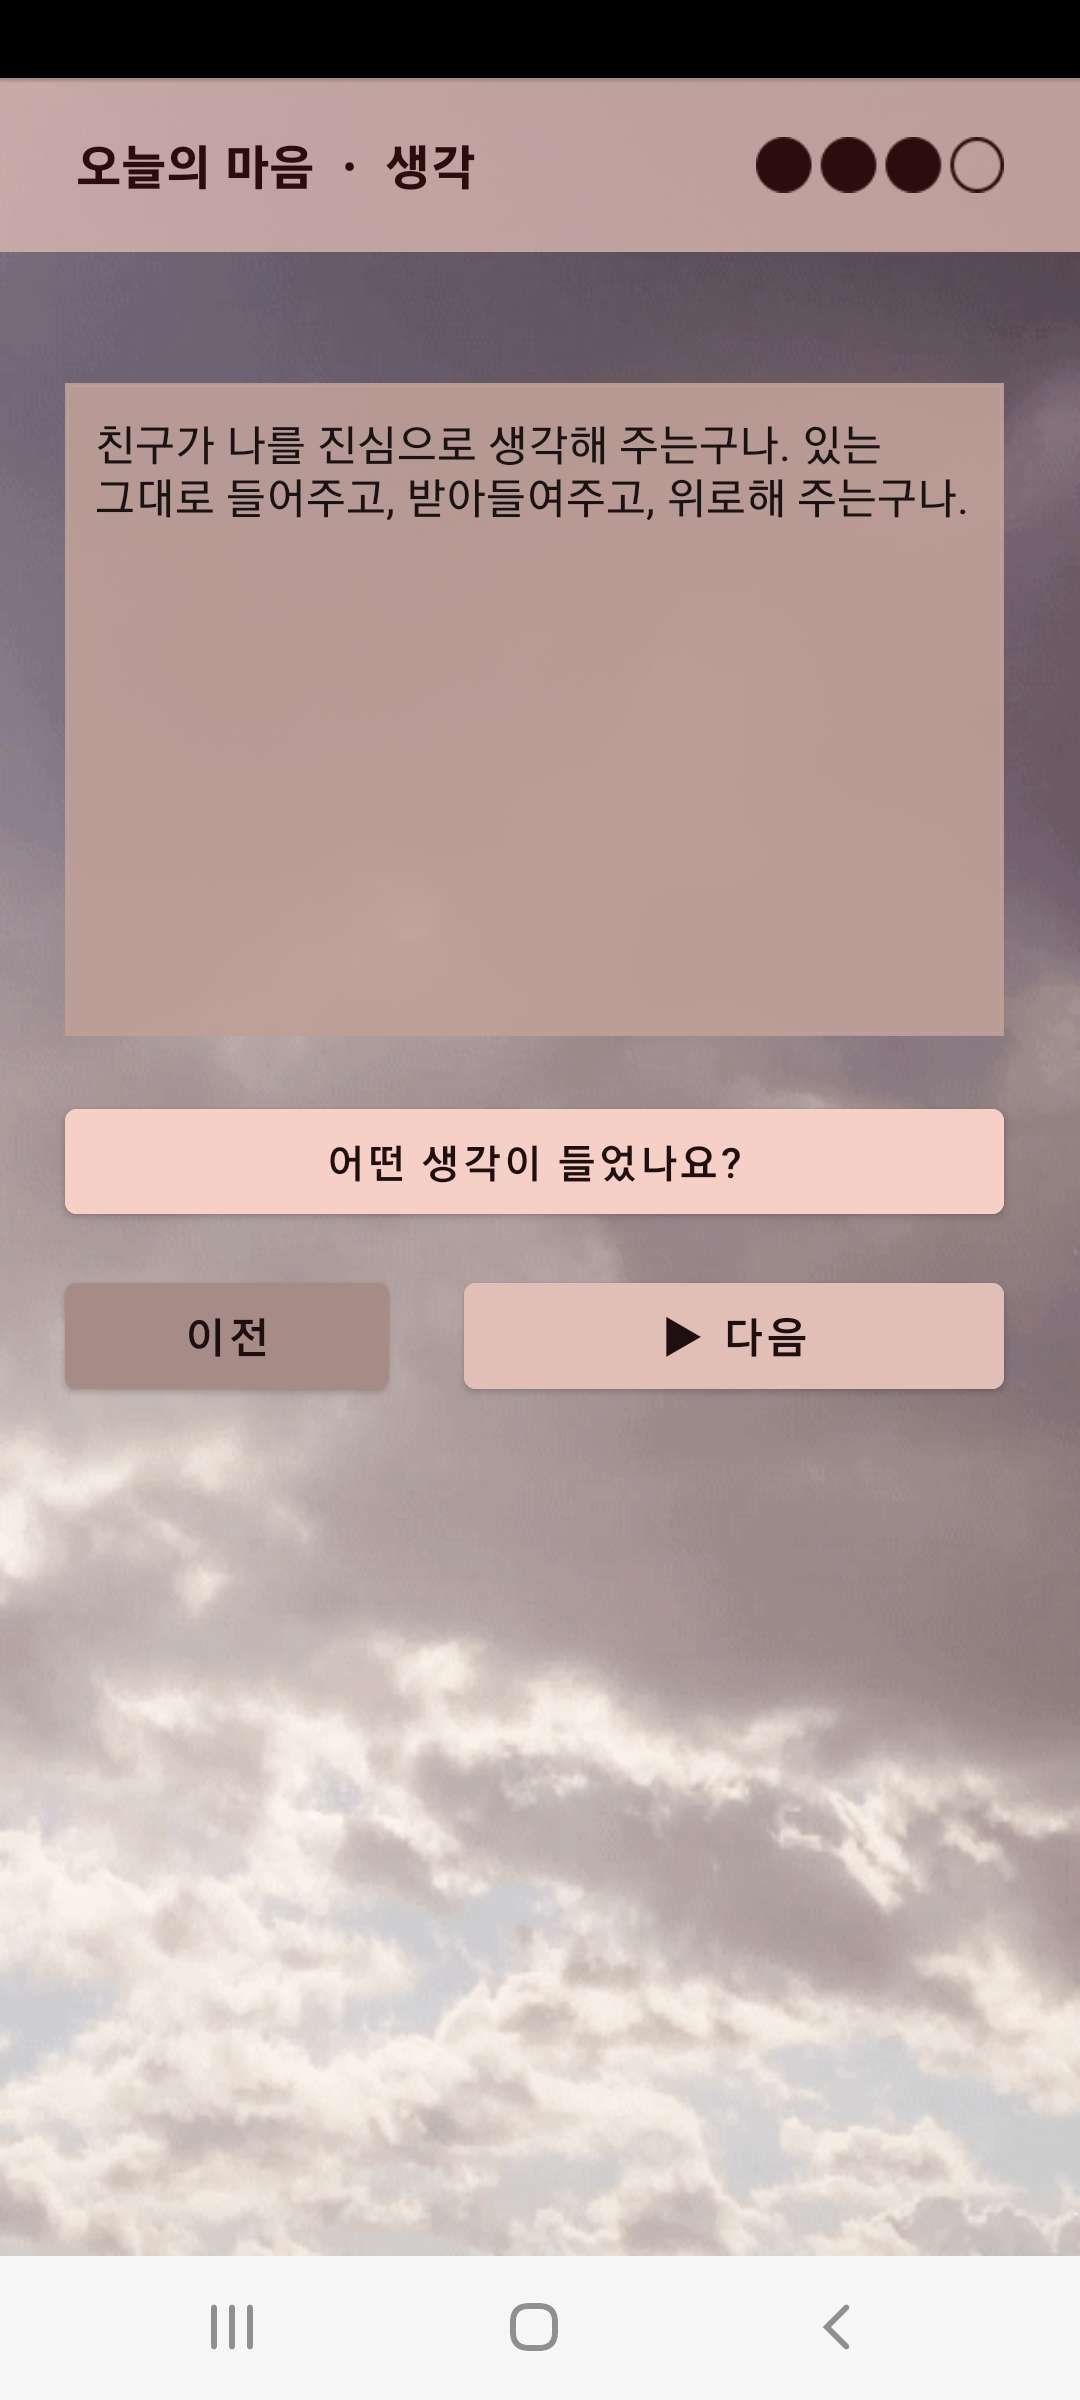 오늘의 마음 · 생각
친구가 나를 진심으로 생각해 주는구나. 있는
그대로 들어주고, 받아들여주고, 위로해 주는구나.
어떤 생각이 들었나요?
이전
▶ 다음